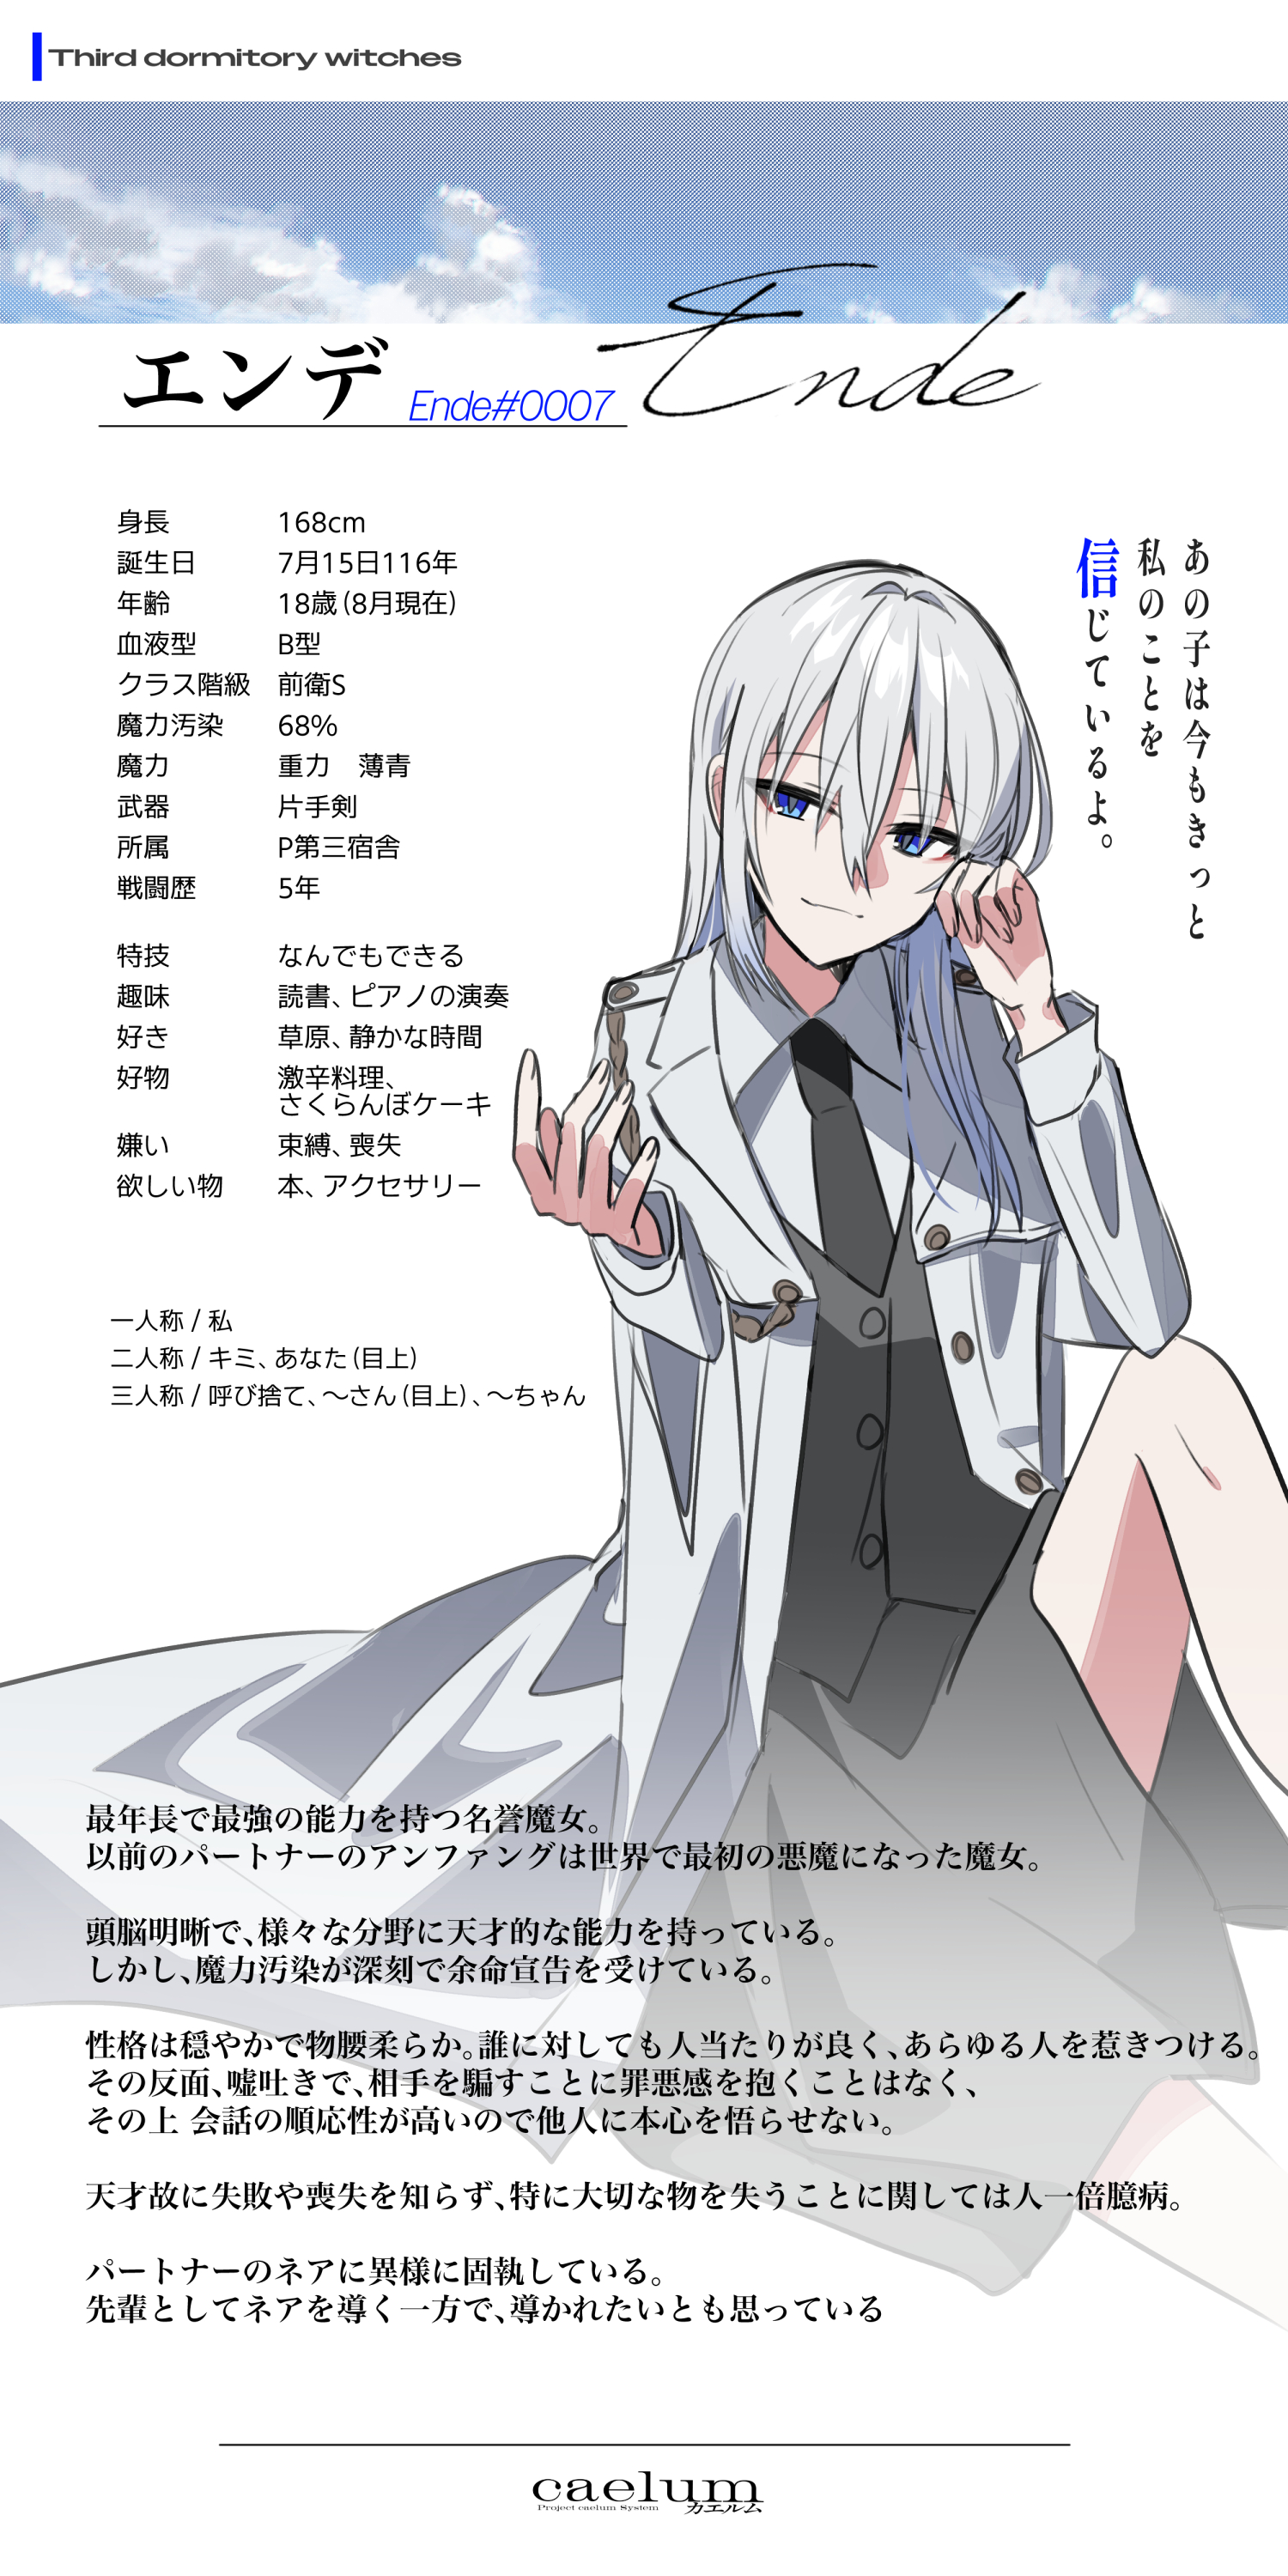 Third dormitory witches
エンデ Ende#0007
Ende
身長 168cm
誕生日 7月15日116年
年齢 18歳(8月現在)
血液型 B型
クラス階級 前衛S
魔力汚染 68%
魔力 重力　薄青
武器 片手剣
所属 P第三宿舎
戦闘歴 5年
特技 なんでもできる
趣味 読書、ピアノの演奏
好き 草原、静かな時間
好物 激辛料理、
さくらんぼケーキ
嫌い 束縛、喪失
欲しい物 本、アクセサリー
あの子は今もきっと
私のことを
信じているよ。
一人称 / 私
二人称 / キミ、あなた(目上)
三人称 / 呼び捨て、～さん(目上)、～ちゃん
最年長で最強の能力を持つ名誉魔女。
以前のパートナーのアンファングは世界で最初の悪魔になった魔女。
頭脳明晰で、様々な分野に天才的な能力を持っている。
しかし、魔力汚染が深刻で余命宣告を受けている。
性格は穏やかで物腰柔らか。誰に対しても人当たりが良く、あらゆる人を惹きつける。
その反面、嘘吐きで、相手を騙すことに罪悪感を抱くことはなく、
その上 会話の順応性が高いので他人に本心を悟らせない。
天才故に失敗や喪失を知らず、特に大切な物を失うことに関しては人一倍臆病。
パートナーのネアに異様に固執している。
先輩としてネアを導く一方で、導かれたいとも思っている
caelum
Project caelum System カエルム